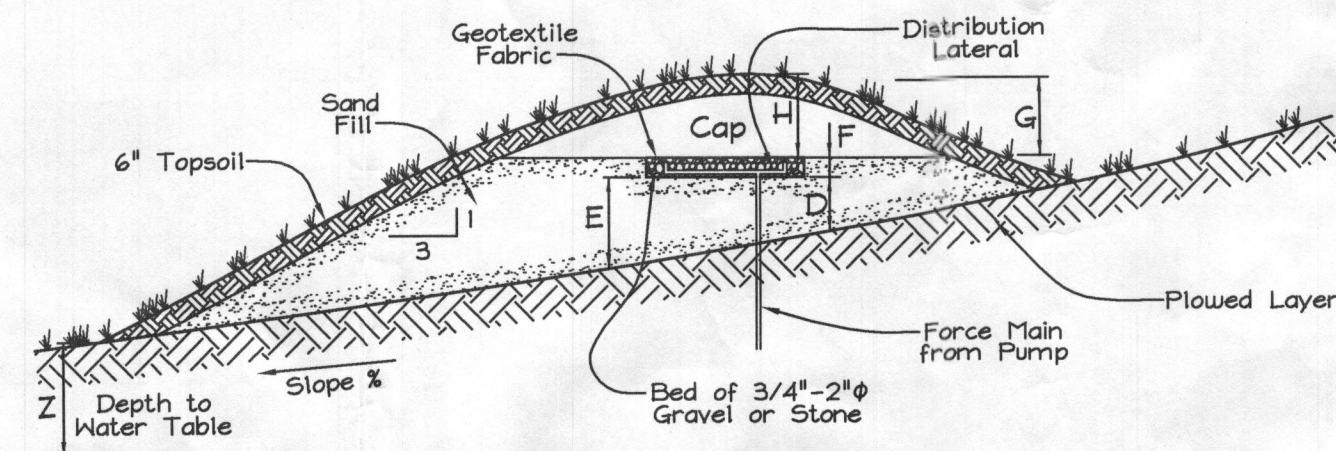 Geotextile
Fabric
Distribution
Lateral
Sand
Fill
6" Topsoil
Cap
H
F
G
E
D
1
3
Plowed Layer
Force Main
from Pump
Slope %
Bed of 3/4"-2"φ
Gravel or Stone
Z
Depth to
Water Table